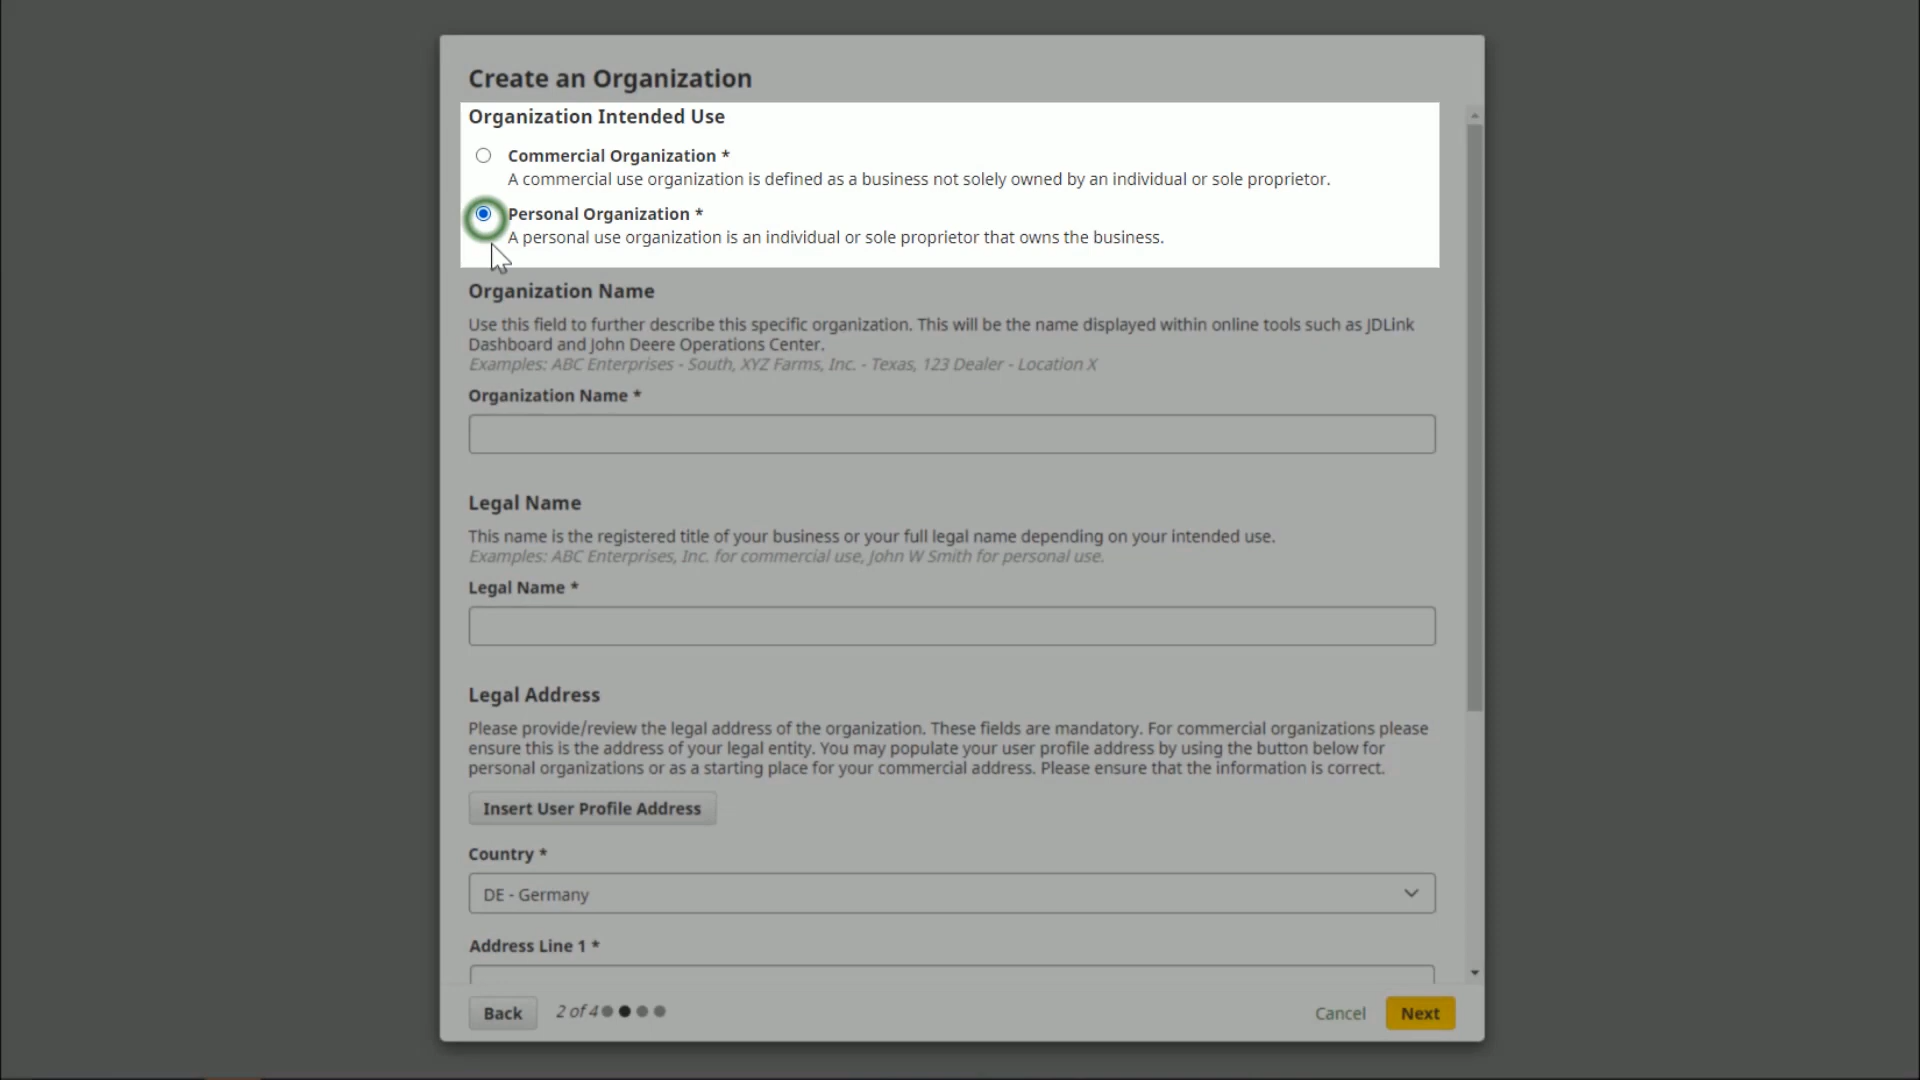 Create an Organization
Organization Intended Use
Commercial Organization *
A commercial use organization is defined as a business not solely owned by an individual or sole proprietor.
Personal Organization *
A personal use organization is an individual or sole proprietor that owns the business.
Organization Name
Use this field to further describe this specific organization. This will be the name displayed within online tools such as JDLink
Dashboard and John Deere Operations Center.
Examples: ABC Enterprises - South, XYZ Farms, Inc. - Texas, 123 Dealer - Location X
Organization Name *
Legal Name
This name is the registered title of your business or your full legal name depending on your intended use.
Examples: ABC Enterprises, Inc. for commercial use, John W Smith for personal use.
Legal Name *
Legal Address
Please provide/review the legal address of the organization. These fields are mandatory. For commercial organizations please
ensure this is the address of your legal entity. You may populate your user profile address by using the button below for
personal organizations or as a starting place for your commercial address. Please ensure that the information is correct.
Insert User Profile Address
Country *
DE - Germany
Address Line 1 *
Back 2 of 4 Cancel Next